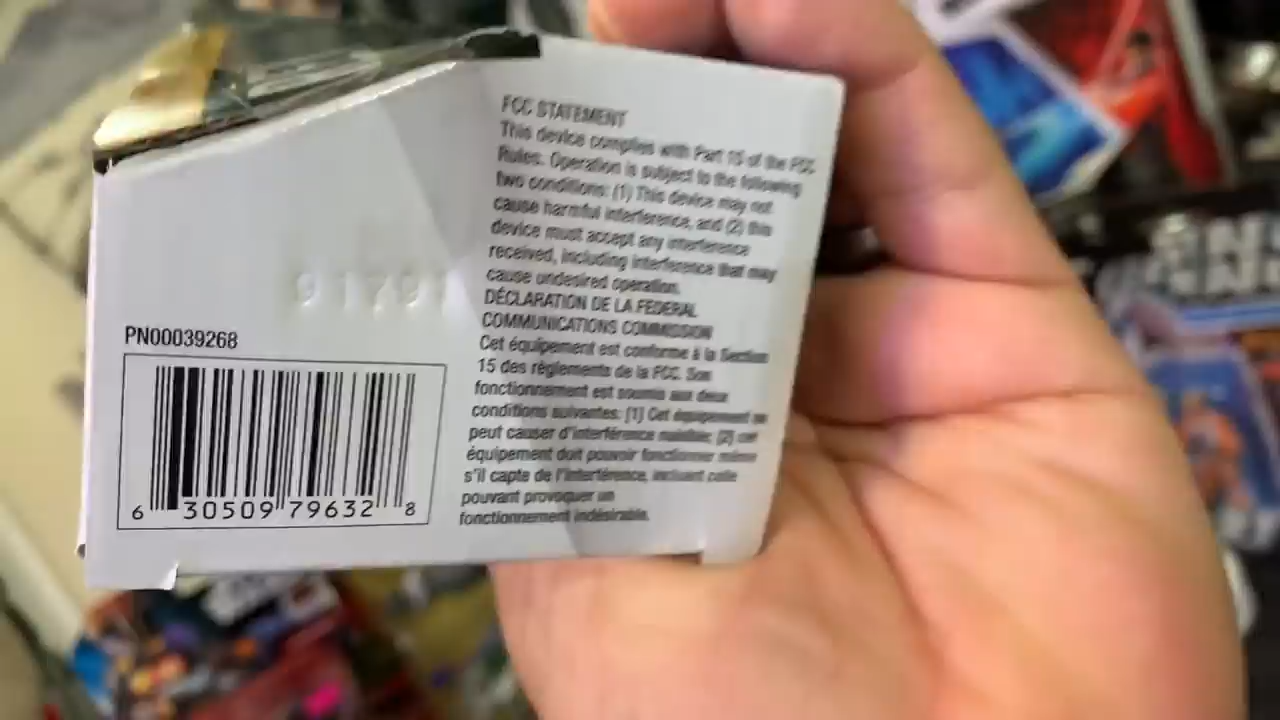 FCC STATEMENT
This device complies with Part 15 of the FCC
Rules. Operation is subject to the following
two conditions: (1) This device may not
cause harmful interference, and (2) this
device must accept any interference
received, including interference that may
cause undesired operation.
DÉCLARATION DE LA FEDERAL
COMMUNICATIONS COMMISSION
Cet équipement est conforme à la Section
15 des règlements de la FCC. Son
fonctionnement est soumis aux deux
conditions suivantes: (1) Cet équipement ne
peut causer d'interférence nuisible; (2) cet
équipement doit pouvoir fonctionner même
s'il capte de l'interférence, incluant celle
pouvant provoquer un
fonctionnement indésirable.
PN00039268
6 30509 79632 8